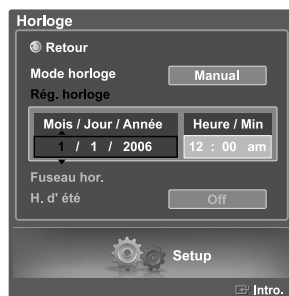 Horloge
Retour
Mode horloge Manual
Rég. horloge
Mois / Jour / Année Heure / Min
1 / 1 / 2006 12 : 00 am
Fuseau hor.
H. d' été Off
Setup
Intro.